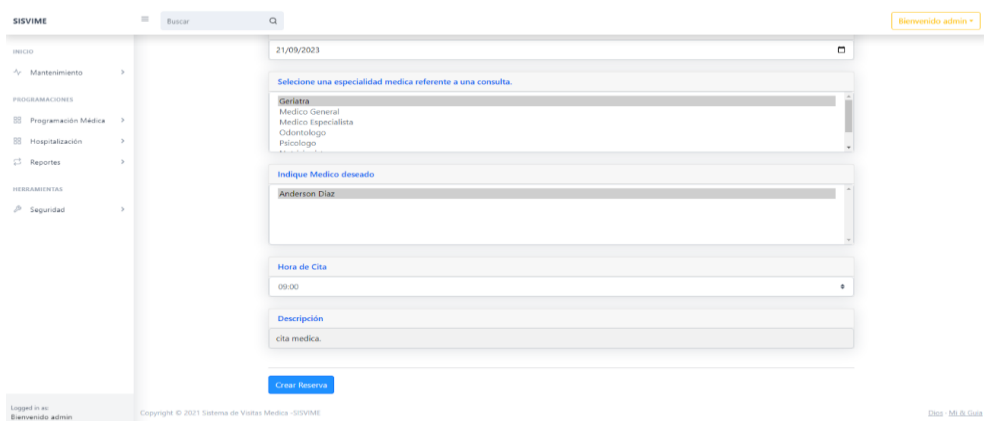 SISVIME
Buscar
Bienvenido admin
INICIO
Mantenimiento
PROGRAMACIONES
Programación Médica
Hospitalización
Reportes
HERRAMIENTAS
Seguridad
Logged in as:
Bienvenido admin
21/09/2023
Selecione una especialidad medica referente a una consulta.
Geriatra
Medico General
Medico Especialista
Odontologo
Psicologo
Indique Medico deseado
Anderson Diaz
Hora de Cita
09:00
Descripción
cita medica.
Crear Reserva
Copyright © 2021 Sistema de Visitas Medica -SISVIME